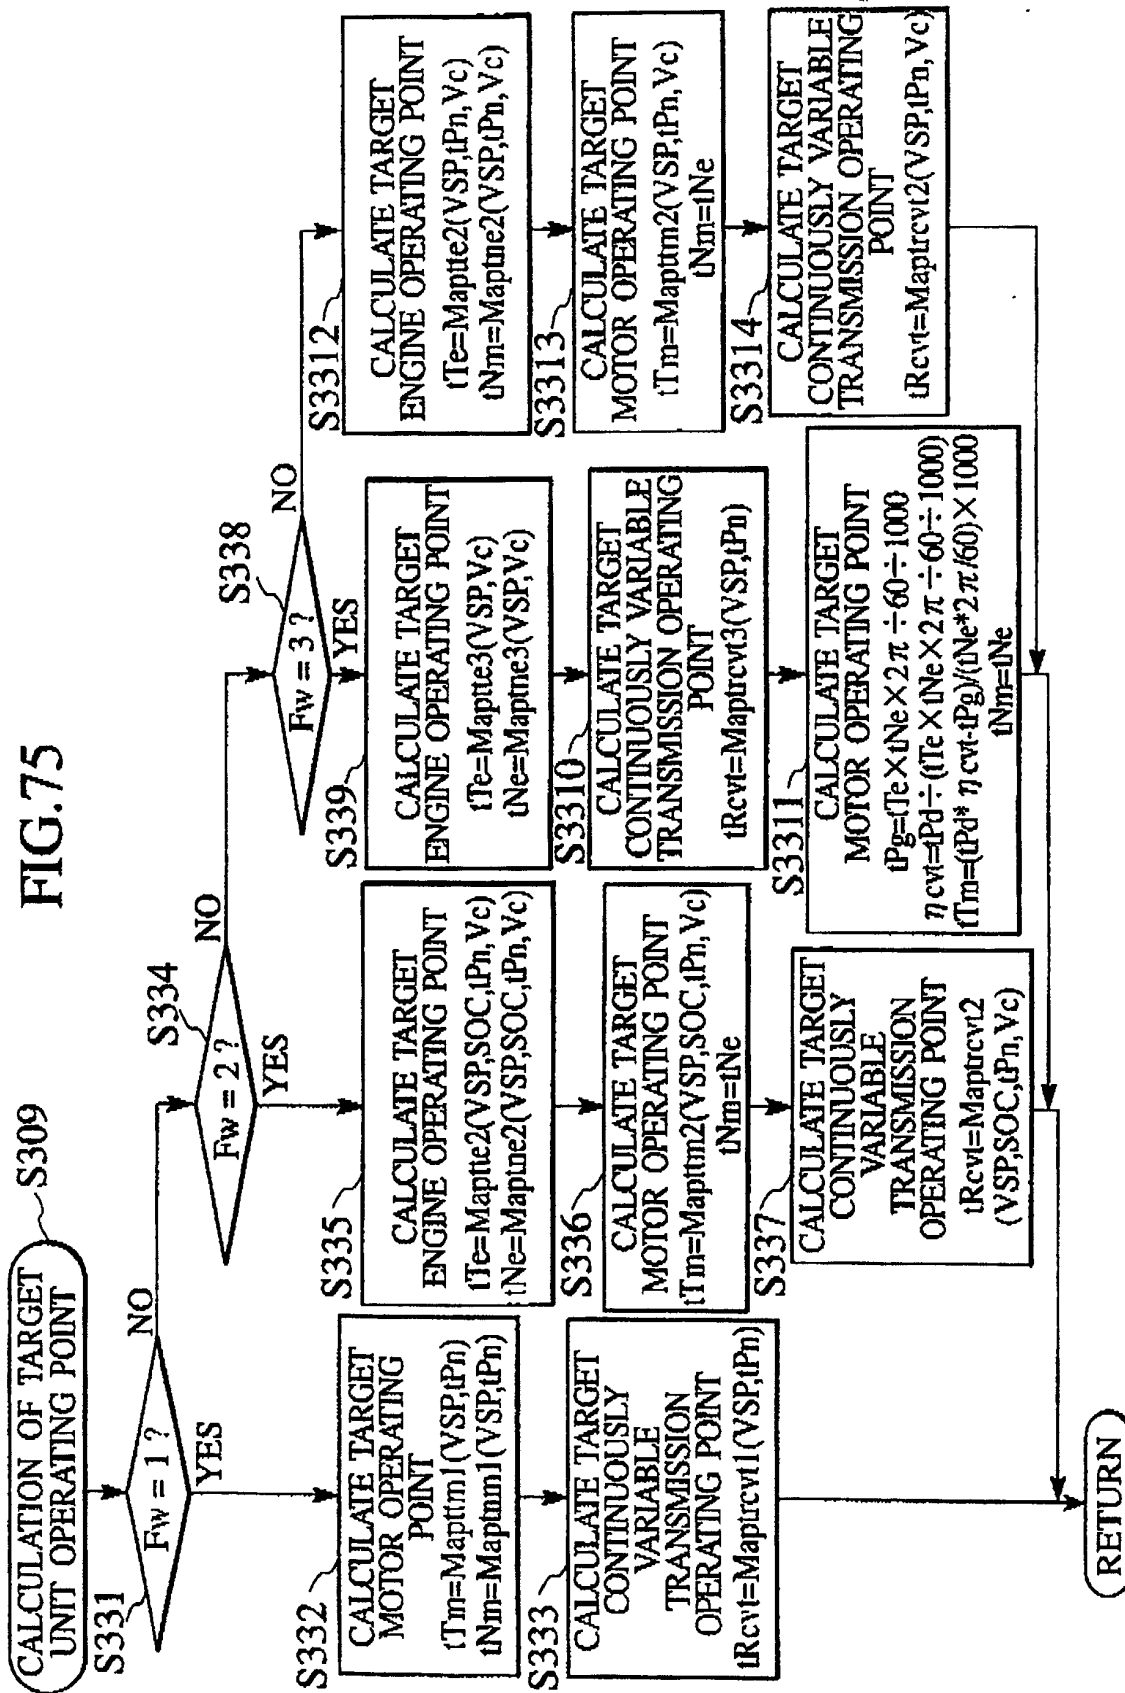 FIG.75
CALCULATION OF TARGET
UNIT OPERATING POINT
S309
S331
Fw = 1 ?
NO
YES
S332
CALCULATE TARGET
MOTOR OPERATING
POINT
tTm=Mapttm1(VSP,tPn)
tNm=Maptnm1(VSP,tPn)
S333
CALCULATE TARGET
CONTINUOUSLY
VARIABLE
TRANSMISSION
OPERATING POINT
tRcvt=Maptrcvt1(VSP,tPn)
S334
Fw = 2 ?
NO
YES
S335
CALCULATE TARGET
ENGINE OPERATING POINT
tTe=Maptte2(VSP,SOC,tPn,Vc)
tNe=Maptne2(VSP,SOC,tPn,Vc)
S336
CALCULATE TARGET
MOTOR OPERATING POINT
tTm=Mapttm2(VSP,SOC,tPn,Vc)
tNm=tNe
S337
CALCULATE TARGET
CONTINUOUSLY
VARIABLE
TRANSMISSION
OPERATING POINT
tRcvt=Maptrcvt2
(VSP,SOC,tPn,Vc)
S338
Fw = 3 ?
NO
YES
S339
CALCULATE TARGET
ENGINE OPERATING POINT
tTe=Maptte3(VSP,Vc)
tNe=Maptne3(VSP,Vc)
S3310
CALCULATE TARGET
CONTINUOUSLY VARIABLE
TRANSMISSION OPERATING
POINT
tRcvt=Maptrcvt3(VSP,tPn)
S3311
CALCULATE TARGET
MOTOR OPERATING POINT
tPg=tTe×tNe×2π÷60÷1000
ηcvt=tPd÷(tTe×tNe×2π÷60÷1000)
tTm=(tPd* ηcvt-tPg)/(tNe*2π/60)×1000
tNm=tNe
S3312
CALCULATE TARGET
ENGINE OPERATING POINT
tTe=Maptte2(VSP,tPn,Vc)
tNm=Maptne2(VSP,tPn,Vc)
S3313
CALCULATE TARGET
MOTOR OPERATING POINT
tTm=Mapttm2(VSP,tPn,Vc)
tNm=tNe
S3314
CALCULATE TARGET
CONTINUOUSLY VARIABLE
TRANSMISSION OPERATING
POINT
tRcvt=Maptrcvt2(VSP,tPn,Vc)
RETURN